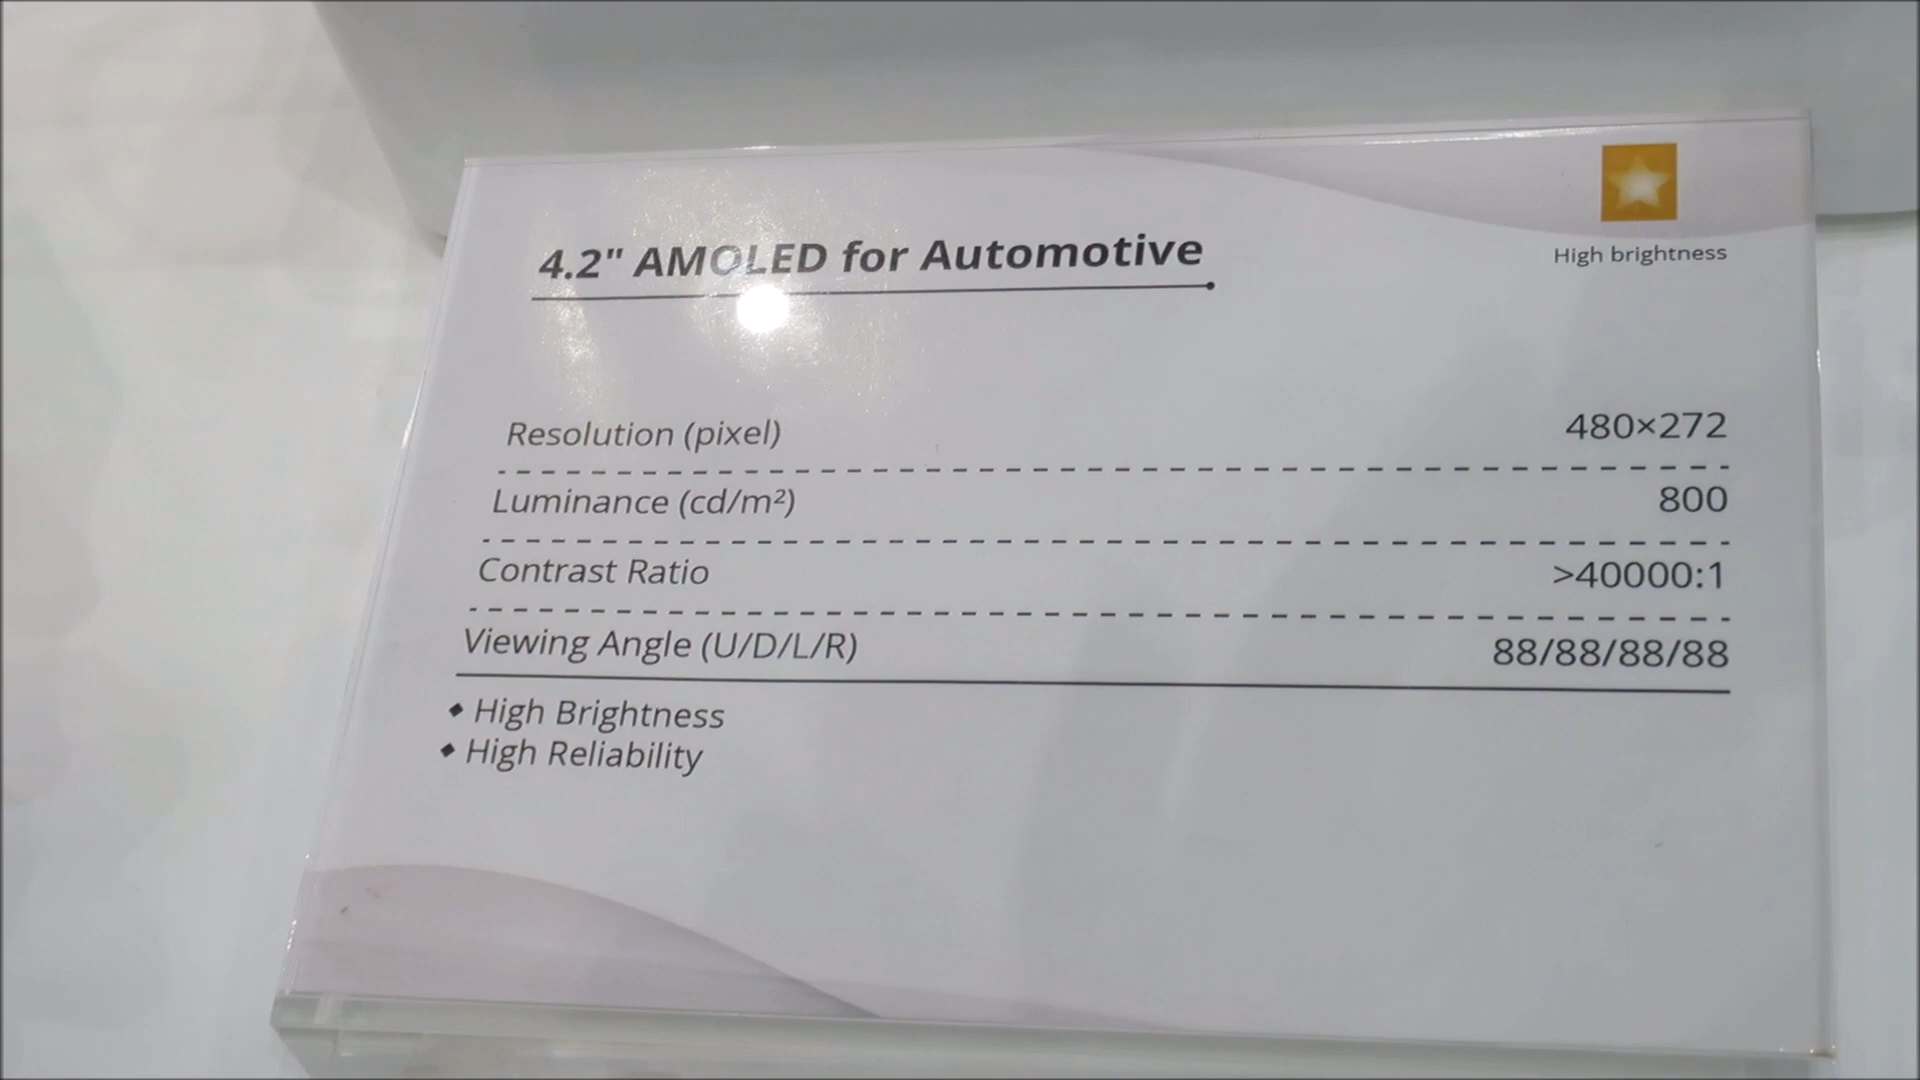 High brightness
4.2" AMOLED for Automotive
Resolution (pixel) 480×272
Luminance (cd/m²) 800
Contrast Ratio >40000:1
Viewing Angle (U/D/L/R) 88/88/88/88
◆ High Brightness
◆ High Reliability